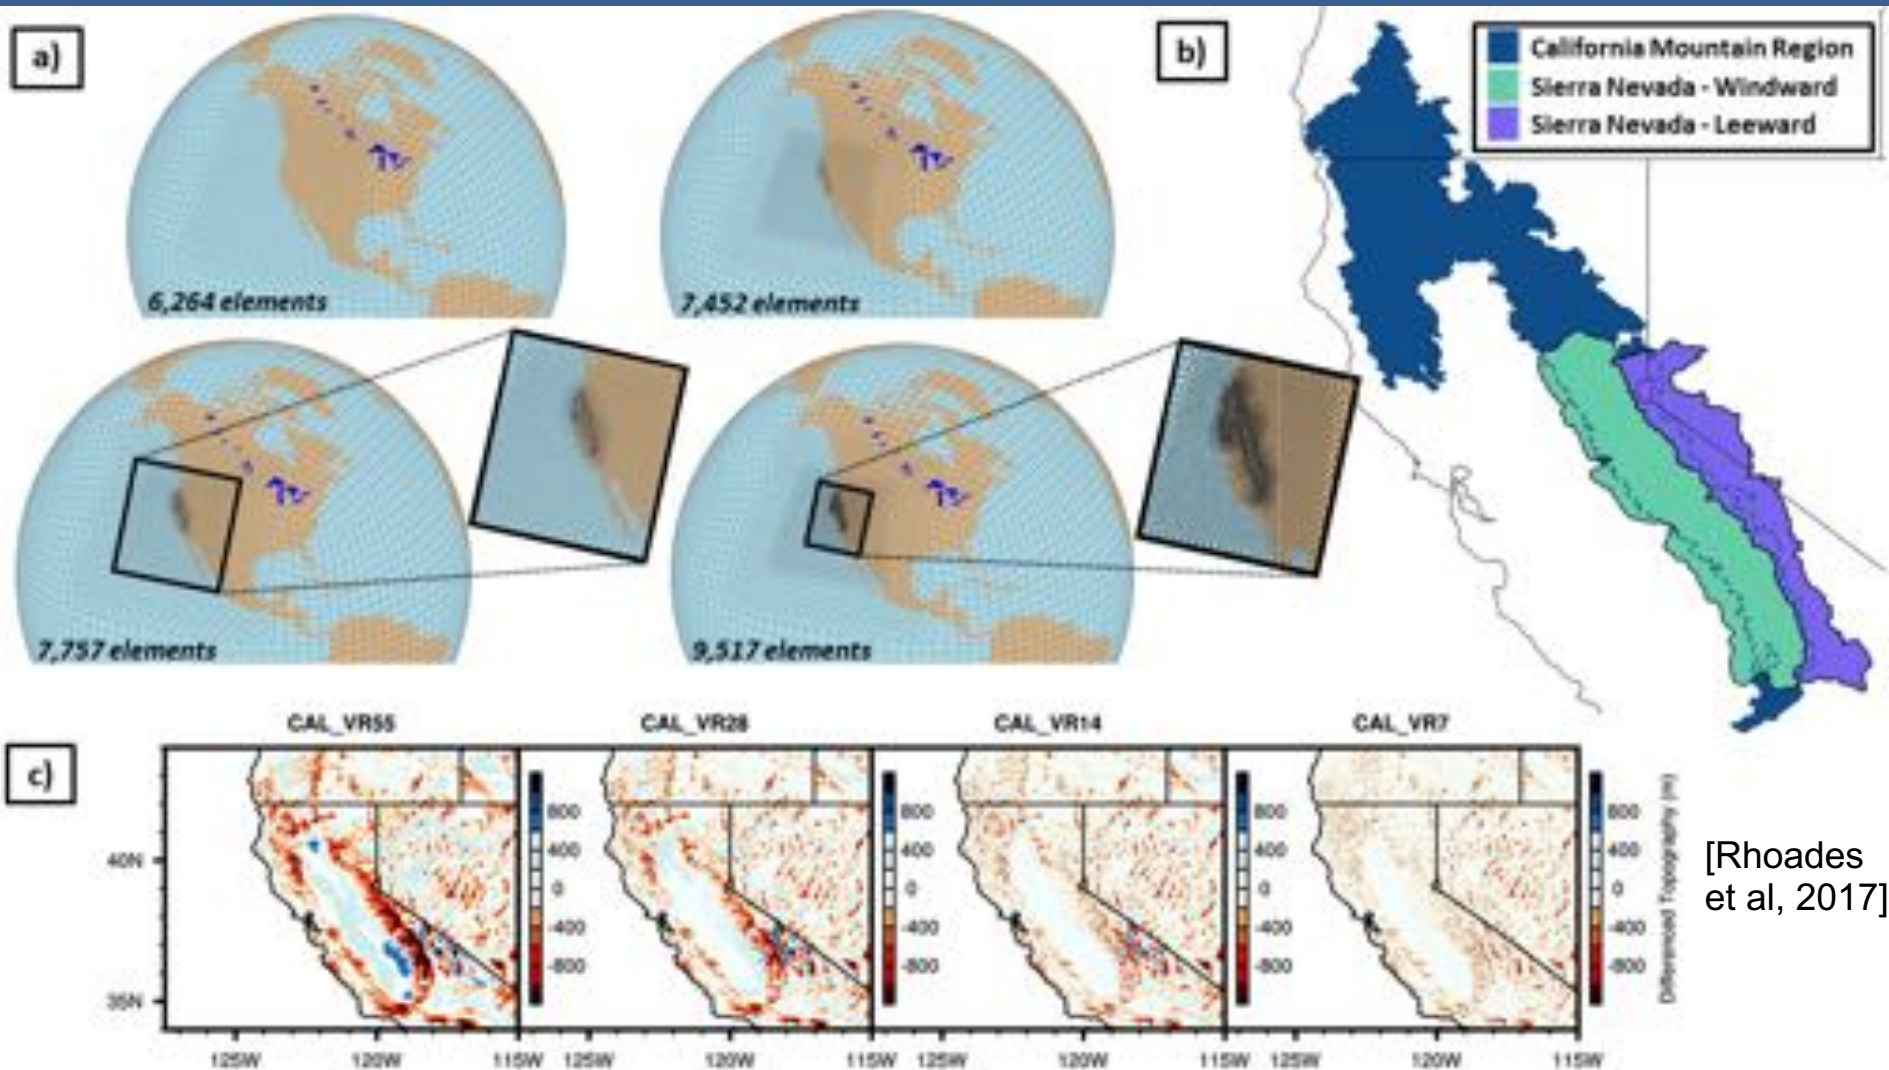 a)
6,264 elements
7,452 elements
7,757 elements
9,517 elements
b)
California Mountain Region
Sierra Nevada - Windward
Sierra Nevada - Leeward
c)
CAL_VR55
CAL_VR28
CAL_VR14
CAL_VR7
40N
35N
800
400
0
-400
-800
800
400
0
-400
-800
800
400
0
-400
-800
800
400
0
-400
-800
Differenced Topography (m)
125W 120W 115W 125W 120W 115W 125W 120W 115W 125W 120W 115W
[Rhoades
et al, 2017]